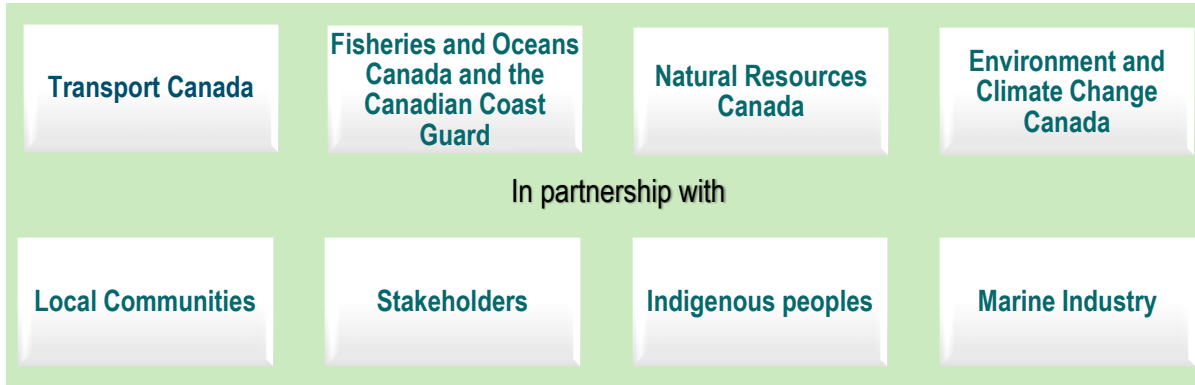 Transport Canada
Fisheries and Oceans
Canada and the
Canadian Coast
Guard
Natural Resources
Canada
Environment and
Climate Change
Canada
In partnership with
Local Communities
Stakeholders
Indigenous peoples
Marine Industry